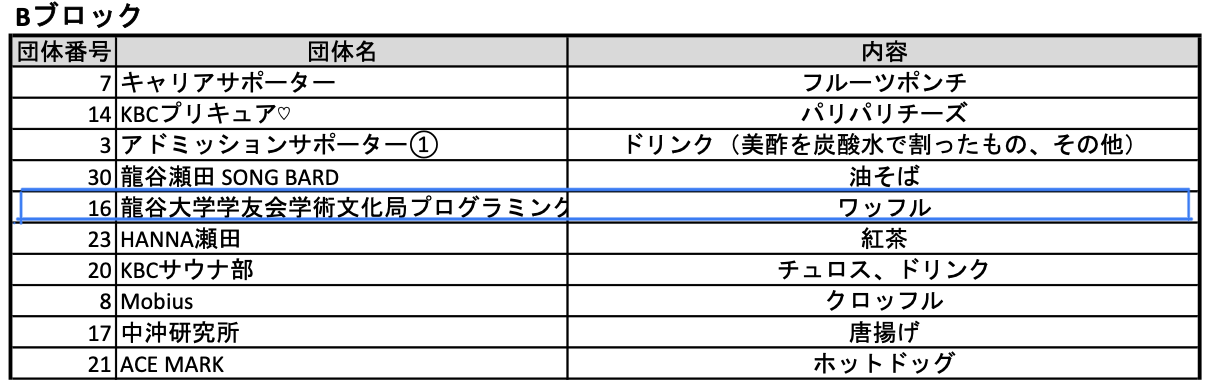 Bブロック
団体番号 団体名 内容
7 キャリアサポーター フルーツポンチ
14 KBCプリキュア♡ パリパリチーズ
3 アドミッションサポーター① ドリンク（美酢を炭酸水で割ったもの、その他）
30 龍谷瀬田 SONG BARD 油そば
16 龍谷大学学友会学術文化局プログラミング ワッフル
23 HANNA瀬田 紅茶
20 KBCサウナ部 チュロス、ドリンク
8 Mobius クロッフル
17 中沖研究所 唐揚げ
21 ACE MARK ホットドッグ